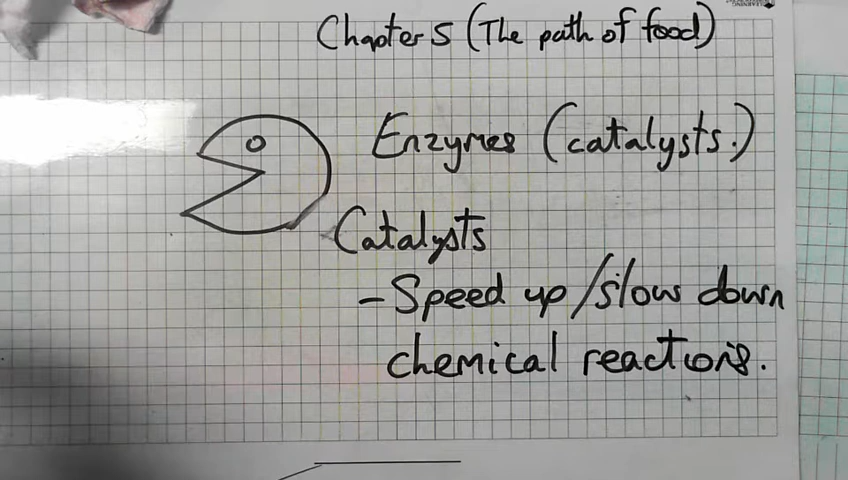 Chapter 5 (The path of food)
Enzymes (catalysts.)
Catalysts
- Speed up/slow down
chemical reactions.